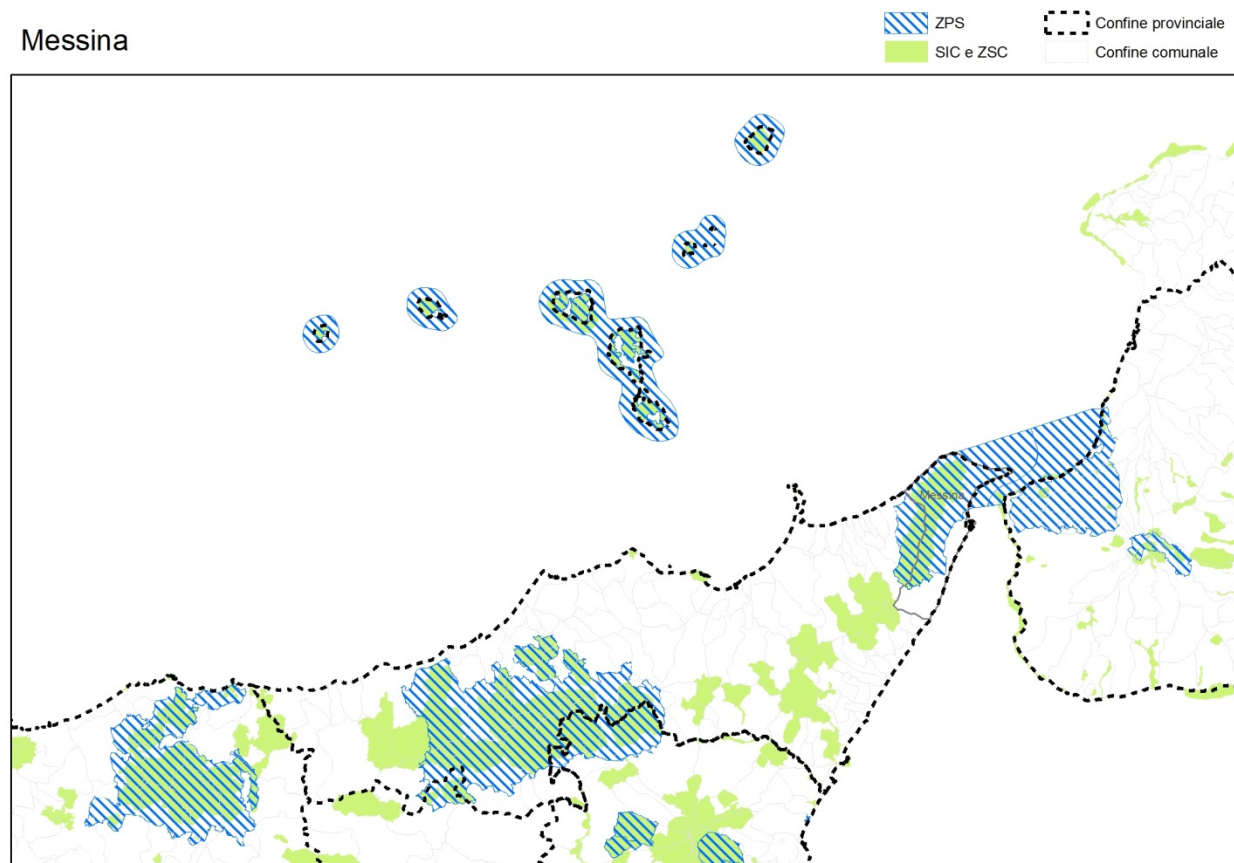 Messina
ZPS
SIC e ZSC
Confine provinciale
Confine comunale
Messina